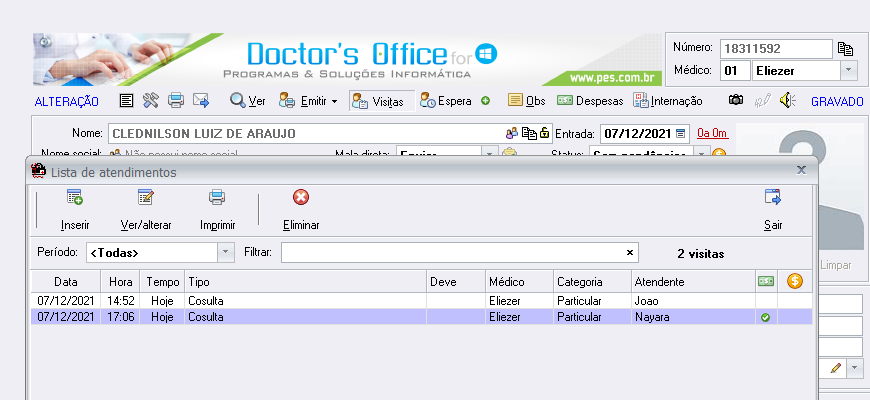 Doctor's Office for
PROGRAMAS & SOLUÇÕES INFORMÁTICA
www.pes.com.br
Número: 18311592
Médico: 01 Eliezer
ALTERAÇÃO Ver Emitir Visitas Espera Obs Despesas Internação GRAVADO
Nome: CLEDNILSON LUIZ DE ARAUJO Entrada: 07/12/2021 0a 0m
Nome social: Não possui nome social Mala direta: Enviar Status: Sem pendências
Lista de atendimentos
Inserir Ver/alterar Imprimir Eliminar Sair
Período: <Todas> Filtrar: 2 visitas
Limpar
Data Hora Tempo Tipo Deve Médico Categoria Atendente
07/12/2021 14:52 Hoje Cosulta Eliezer Particular Joao
07/12/2021 17:06 Hoje Cosulta Eliezer Particular Nayara